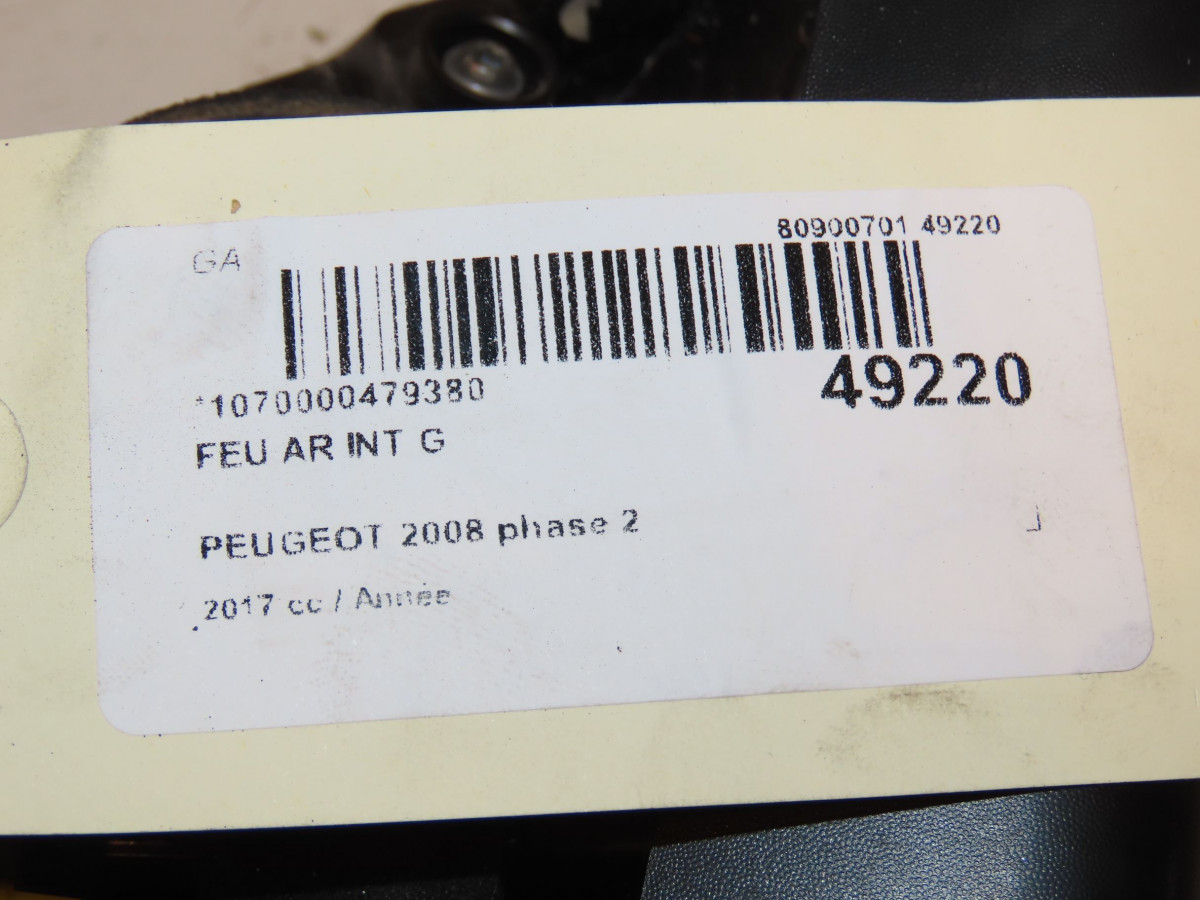 80900701 49220
GA
*1070000479380
49220
FEU AR INT G
PEUGEOT 2008 phase 2
2017 cc / Année